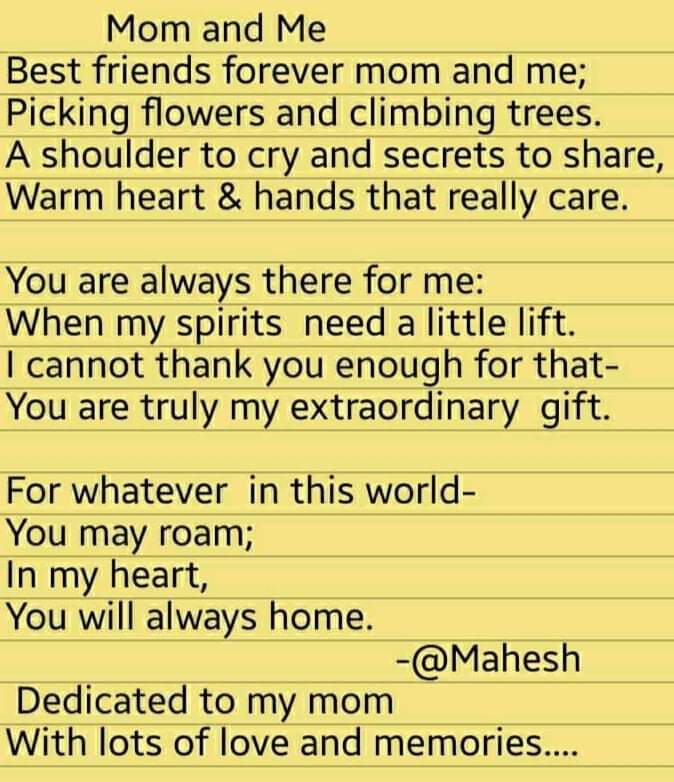 Mom and Me
Best friends forever mom and me;
Picking flowers and climbing trees.
A shoulder to cry and secrets to share,
Warm heart & hands that really care.

You are always there for me:
When my spirits  need a little lift.
I cannot thank you enough for that-
You are truly my extraordinary  gift.

For whatever  in this world-
You may roam;
In my heart,
You will always home.
-@Mahesh
Dedicated to my mom
With lots of love and memories....